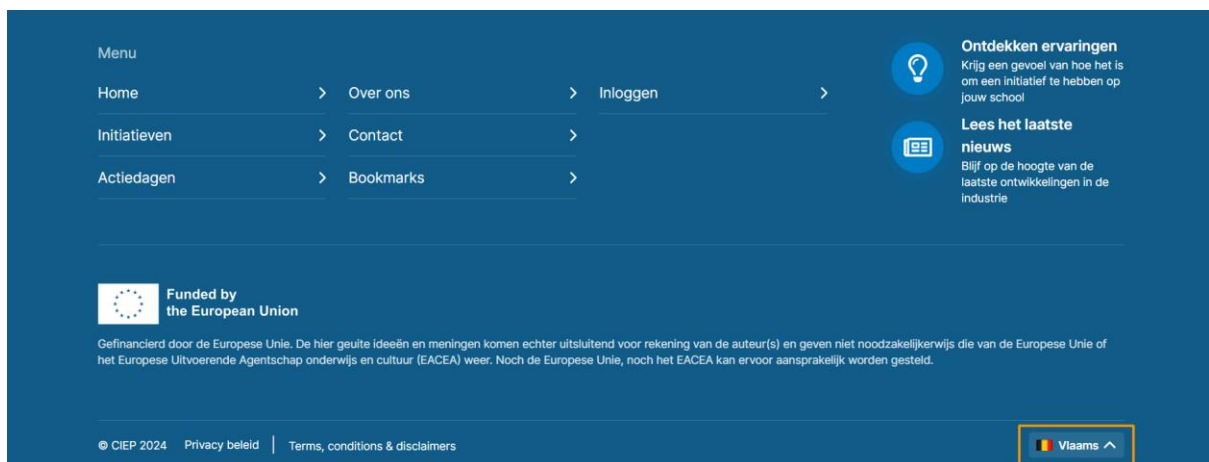 Menu
Home
Initiatieven
Actiedagen
Over ons
Contact
Bookmarks
Inloggen
Ontdekken ervaringen
Krijg een gevoel van hoe het is
om een initiatief te hebben op
jouw school
Lees het laatste
nieuws
Blijf op de hoogte van de
laatste ontwikkelingen in de
industrie
Funded by
the European Union
Gefinancierd door de Europese Unie. De hier geuite ideeën en meningen komen echter uitsluitend voor rekening van de auteur(s) en geven niet noodzakelijkerwijs die van de Europese Unie of
het Europese Uitvoerende Agentschap onderwijs en cultuur (EACEA) weer. Noch de Europese Unie, noch het EACEA kan ervoor aansprakelijk worden gesteld.
© CIEP 2024 Privacy beleid | Terms, conditions & disclaimers
Vlaams